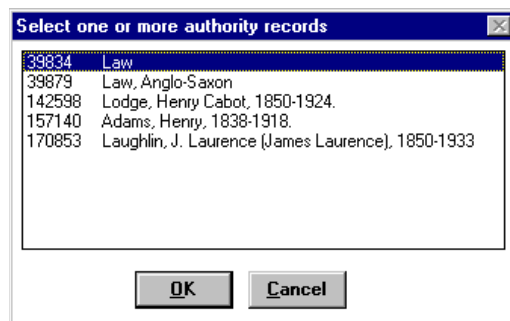 Select one or more authority records
39834 Law
39879 Law, Anglo-Saxon
142598 Lodge, Henry Cabot, 1850-1924.
157140 Adams, Henry, 1838-1918.
170853 Laughlin, J. Laurence (James Laurence), 1850-1933
OK Cancel